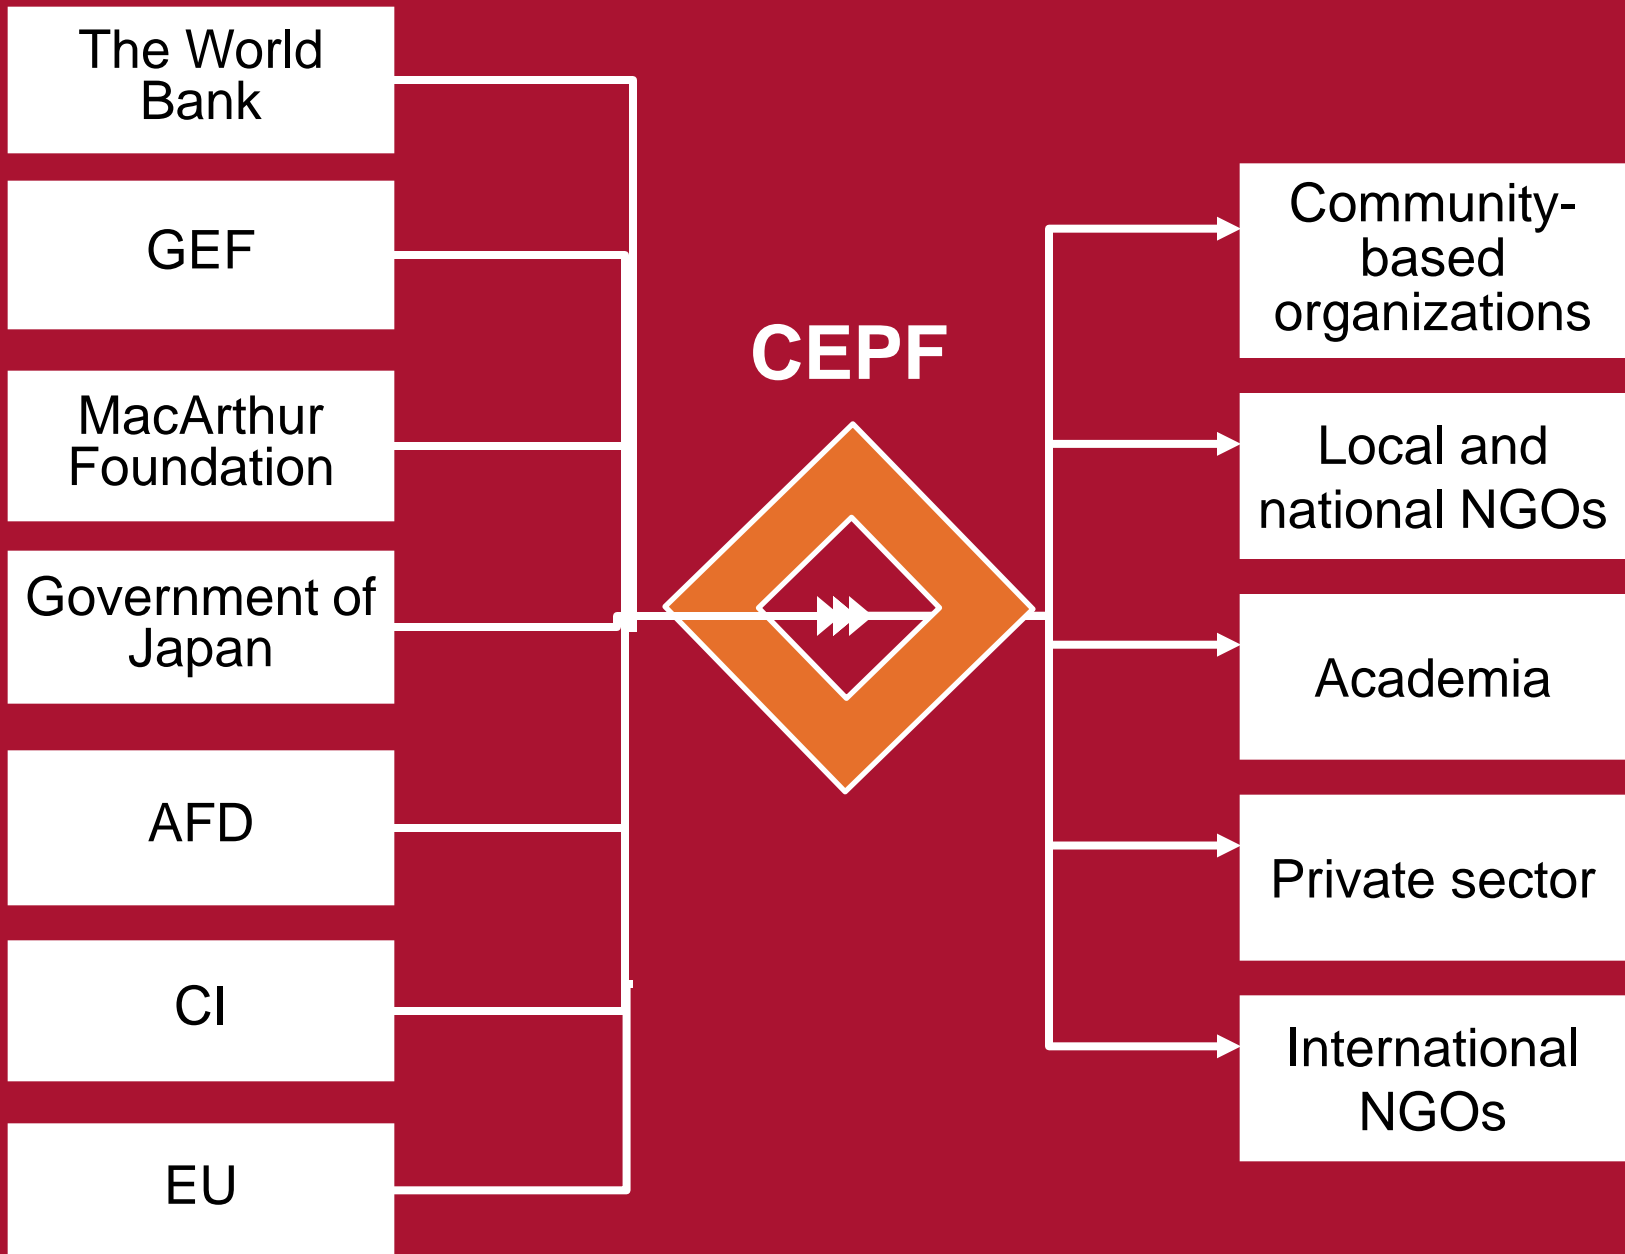 The World
Bank
GEF
MacArthur
Foundation
Government of
Japan
AFD
CI
EU
CEPF
Community-
based
organizations
Local and
national NGOs
Academia
Private sector
International
NGOs